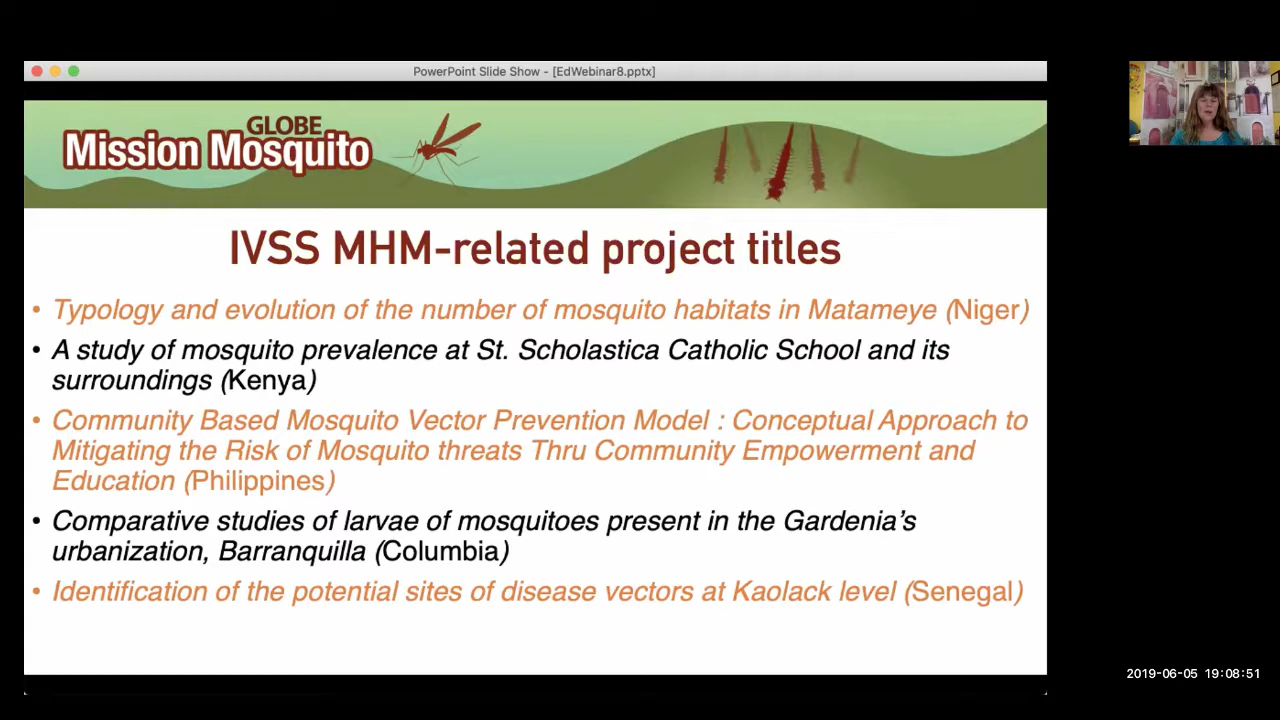 PowerPoint Slide Show - [EdWebinar8.pptx]
GLOBE
Mission Mosquito
IVSS MHM-related project titles
• Typology and evolution of the number of mosquito habitats in Matameye (Niger)
• A study of mosquito prevalence at St. Scholastica Catholic School and its
surroundings (Kenya)
• Community Based Mosquito Vector Prevention Model : Conceptual Approach to
Mitigating the Risk of Mosquito threats Thru Community Empowerment and
Education (Philippines)
• Comparative studies of larvae of mosquitoes present in the Gardenia’s
urbanization, Barranquilla (Columbia)
• Identification of the potential sites of disease vectors at Kaolack level (Senegal)
2019-06-05 19:08:51